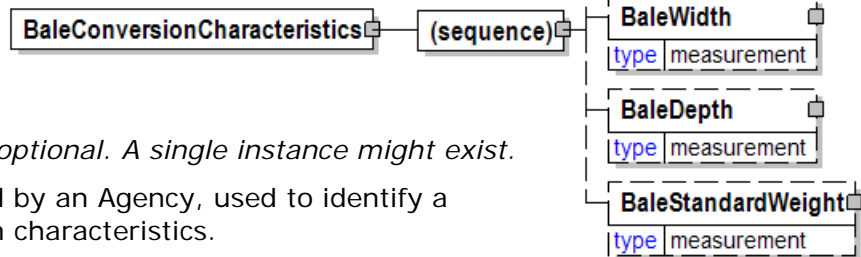 BaleConversionCharacteristics (sequence) BaleWidth
type measurement
BaleDepth
type measurement
optional. A single instance might exist.
l by an Agency, used to identify a
BaleStandardWeight
n characteristics.
type measurement